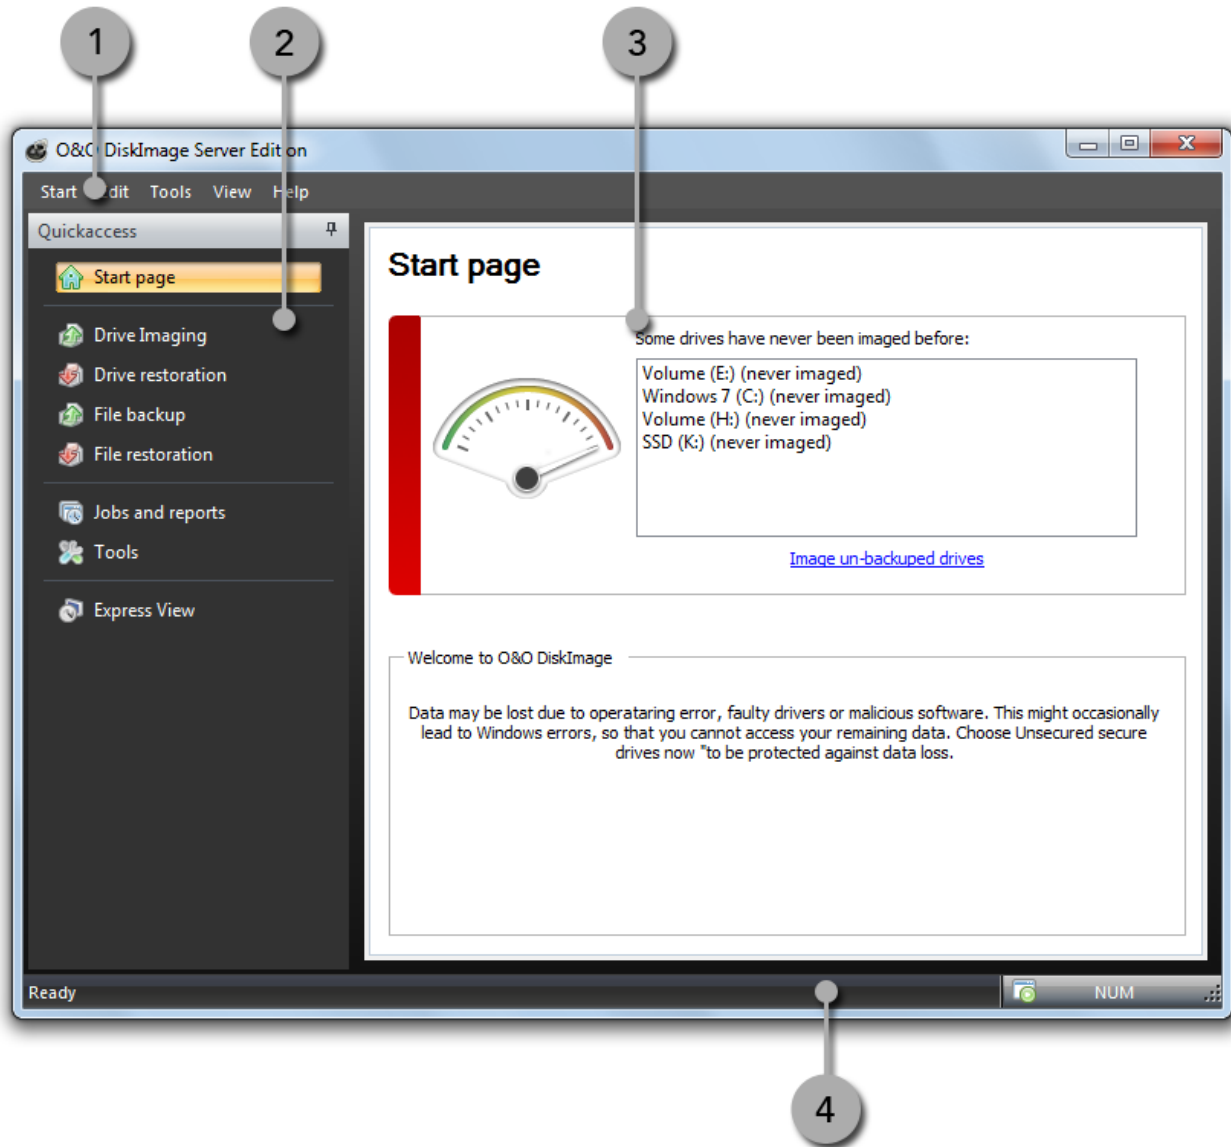 1 2 3
O&O DiskImage Server Edition
Start Edit Tools View Help
Quickaccess
Start page
Drive Imaging
Drive restoration
File backup
File restoration
Jobs and reports
Tools
Express View
Start page
Some drives have never been imaged before:
Volume (E:) (never imaged)
Windows 7 (C:) (never imaged)
Volume (H:) (never imaged)
SSD (K:) (never imaged)
Image un-backuped drives
Welcome to O&O DiskImage
Data may be lost due to operataring error, faulty drivers or malicious software. This might occasionally
lead to Windows errors, so that you cannot access your remaining data. Choose Unsecured secure
drives now "to be protected against data loss.
Ready NUM
4